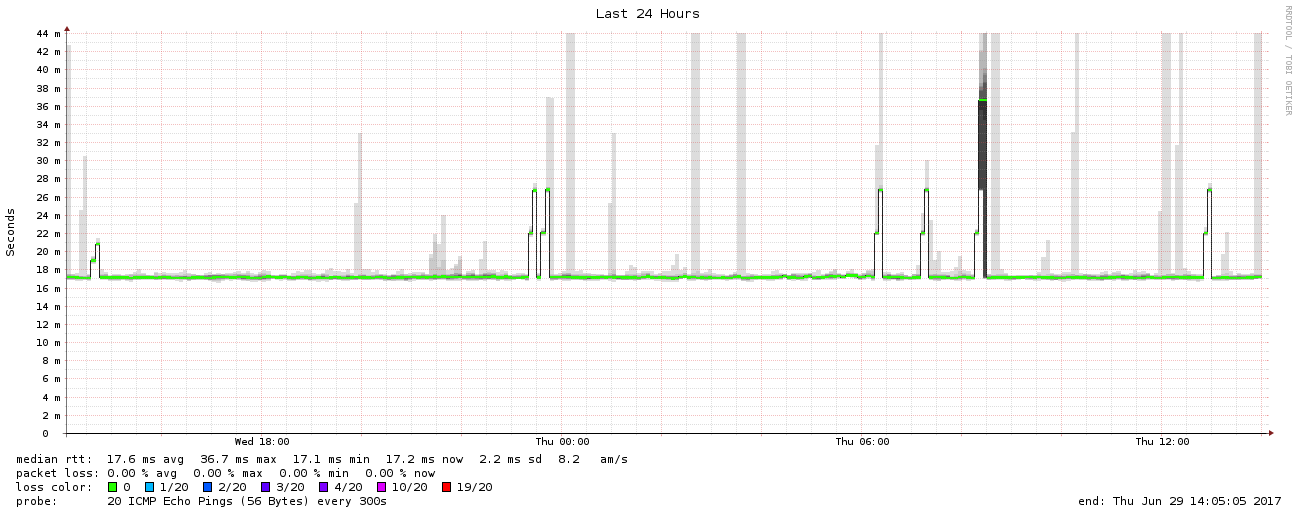 Last 24 Hours
RRDTOOL / TOBI OETIKER
Seconds
44 m
42 m
40 m
38 m
36 m
34 m
32 m
30 m
28 m
26 m
24 m
22 m
20 m
18 m
16 m
14 m
12 m
10 m
8 m
6 m
4 m
2 m
0
Wed 18:00 Thu 00:00 Thu 06:00 Thu 12:00
median rtt: 17.6 ms avg 36.7 ms max 17.1 ms min 17.2 ms now 2.2 ms sd 8.2 am/s
packet loss: 0.00 % avg 0.00 % max 0.00 % min 0.00 % now
loss color: 0 1/20 2/20 3/20 4/20 10/20 19/20
probe: 20 ICMP Echo Pings (56 Bytes) every 300s end: Thu Jun 29 14:05:05 2017